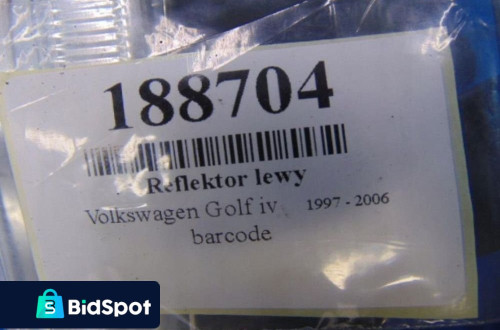 188704
Reflektor lewy
Volkswagen Golf iv 1997 - 2006
barcode
BidSpot